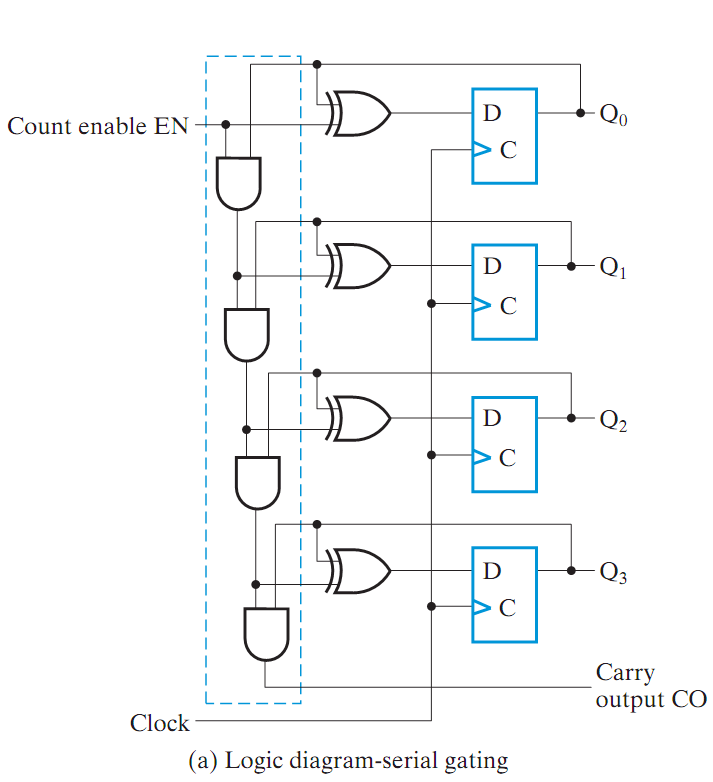 D
Q0
Count enable EN
C
D
Q1
C
D
Q2
C
D
Q3
C
Carry
output CO
Clock
(a) Logic diagram-serial gating